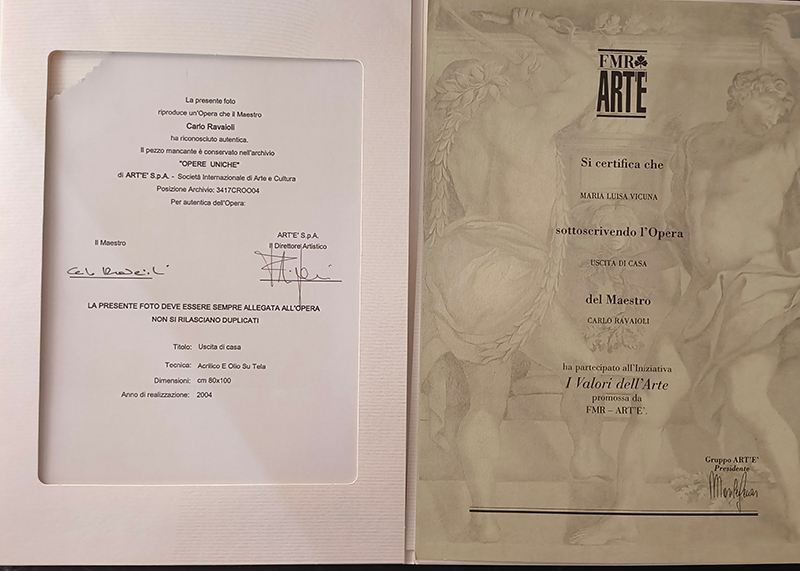 La presente foto
riproduce un'Opera che il Maestro
Carlo Ravaioli
ha riconosciuto autentica.
Il pezzo mancante è conservato nell'archivio
"OPERE UNICHE"
di ART'E' S.p.A. - Società Internazionale di Arte e Cultura
Posizione Archivio: 3417CROO04
Per autentica dell'Opera:
Il Maestro
ART'E' S.p.A.
Il Direttore Artistico
LA PRESENTE FOTO DEVE ESSERE SEMPRE ALLEGATA ALL'OPERA
NON SI RILASCIANO DUPLICATI
Titolo: Uscita di casa
Tecnica: Acrilico E Olio Su Tela
Dimensioni: cm 80x100
Anno di realizzazione: 2004
FMR
ART'E'
Si certifica che
MARIA LUISA VICUNA
sottoscrivendo l'Opera
USCITA DI CASA
del Maestro
CARLO RAVAIOLI
ha partecipato all'Iniziativa
I Valori dell'Arte
promossa da
FMR – ART'E'.
Gruppo ART'E'
Presidente